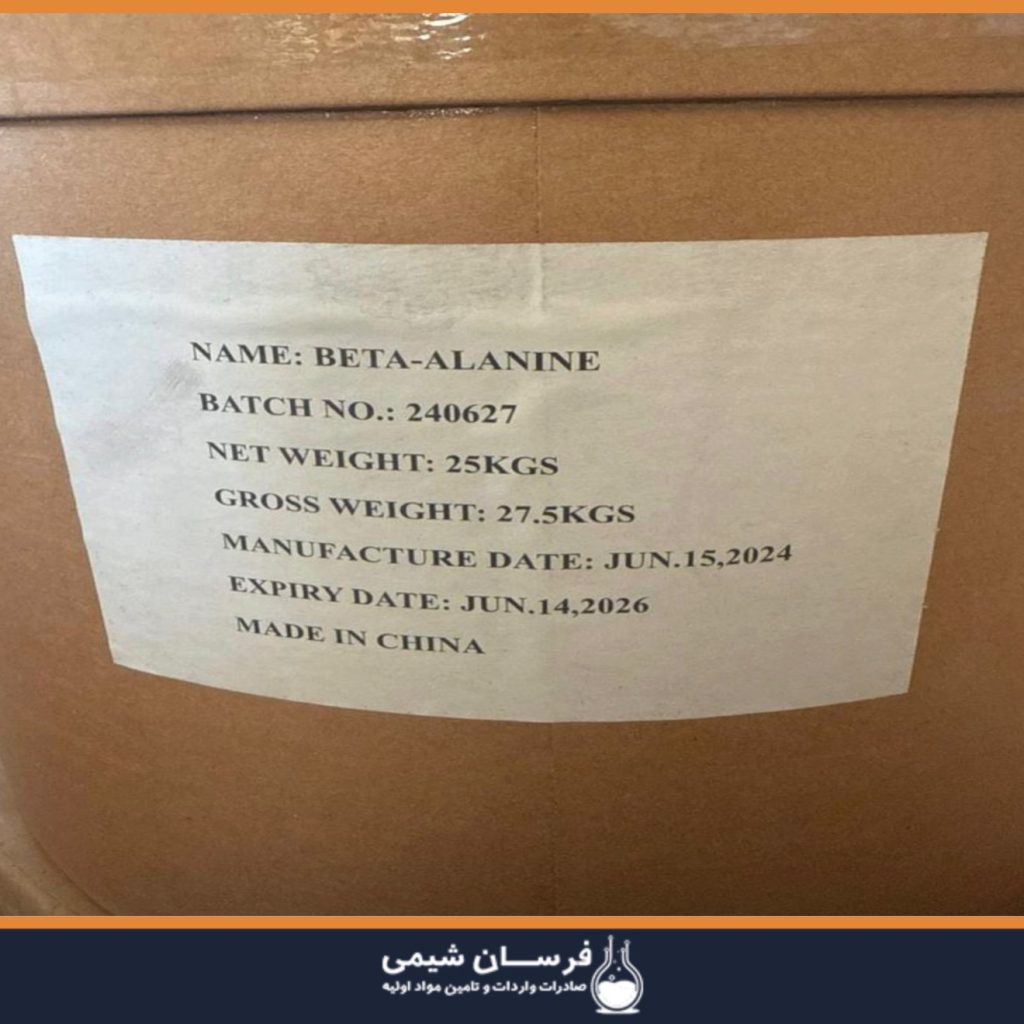 NAME: BETA-ALANINE
BATCH NO.: 240627
NET WEIGHT: 25KGS
GROSS WEIGHT: 27.5KGS
MANUFACTURE DATE: JUN.15,2024
EXPIRY DATE: JUN.14,2026
MADE IN CHINA
فرسان شیمی
صادرات واردات و تامین مواد اولیه